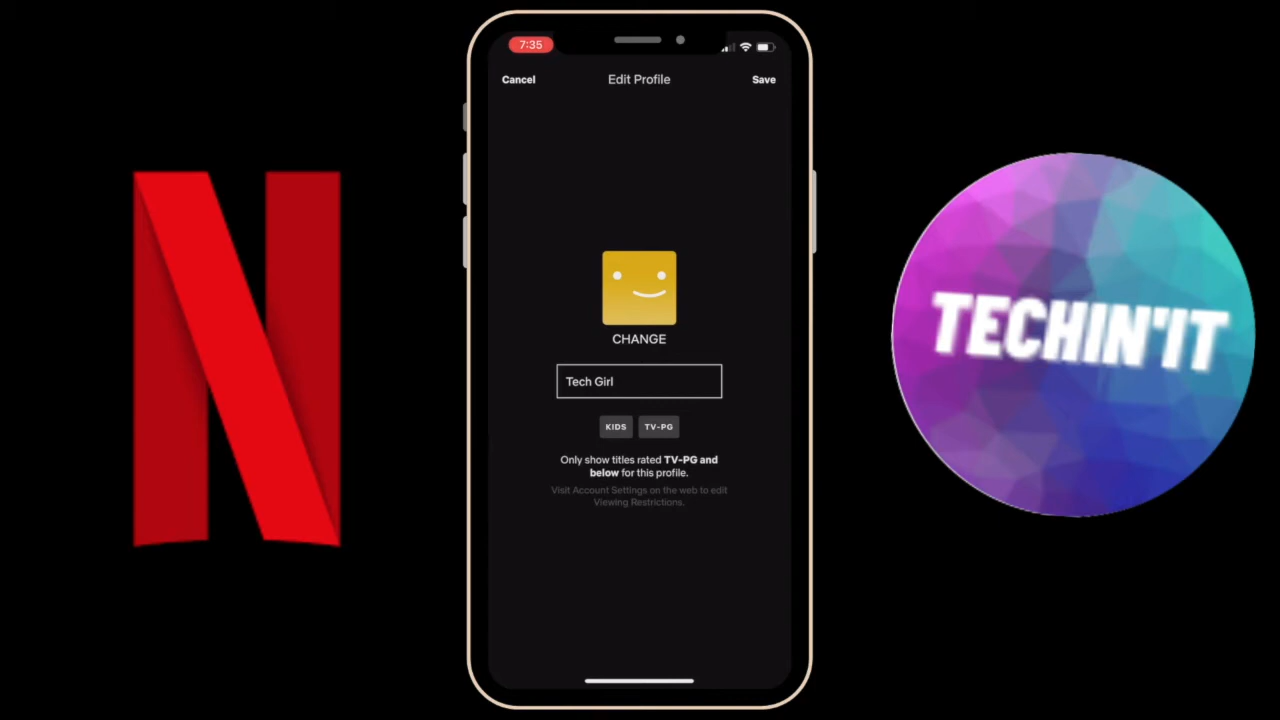 7:35
Cancel
Edit Profile
Save
CHANGE
Tech Girl
KIDS
TV-PG
Only show titles rated TV-PG and
below for this profile.
Visit Account Settings on the web to edit
Viewing Restrictions.
TECHIN'IT